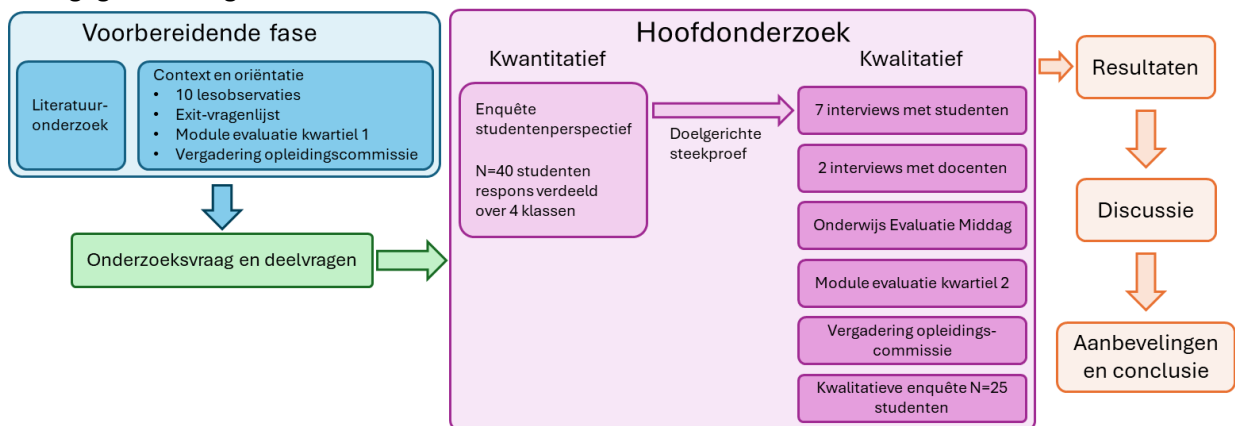 Voorbereidende fase
Literatuur-
onderzoek
Context en oriëntatie
• 10 lesobservaties
• Exit-vragenlijst
• Module evaluatie kwartiel 1
• Vergadering opleidingscommissie
Onderzoeksvraag en deelvragen
Hoofdonderzoek
Kwantitatief
Enquête
studentenperspectief
N=40 studenten
respons verdeeld
over 4 klassen
Doelgerichte
steekproef
Kwalitatief
7 interviews met studenten
2 interviews met docenten
Onderwijs Evaluatie Middag
Module evaluatie kwartiel 2
Vergadering opleidings-
commissie
Kwalitatieve enquête N=25
studenten
Resultaten
Discussie
Aanbevelingen
en conclusie